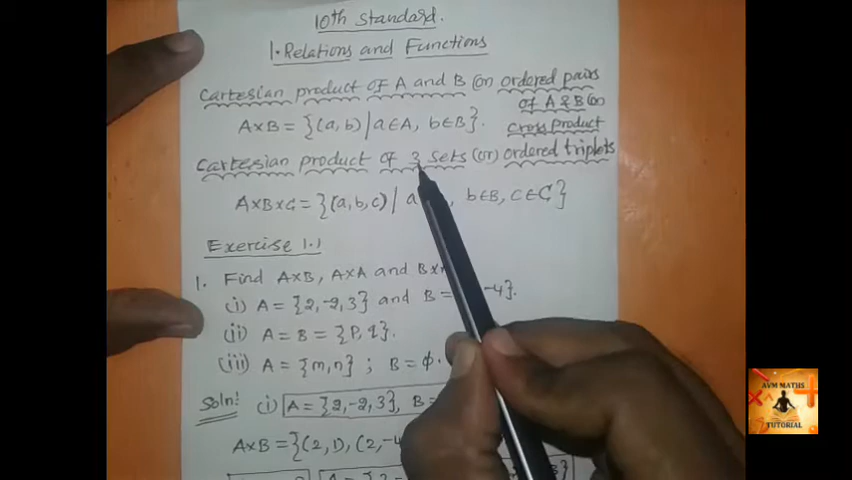 10th Standard.
1. Relations and Functions
Cartesian product of A and B (or) ordered pairs
of A & B (or)
A×B = {(a, b) | a∈A, b∈B}.
cross product
Cartesian product of 3 sets (or) ordered triplets
A×B×C = {(a, b, c) | a b∈B, c∈C}
Exercise 1.1
1. Find A×B, A×A and B×
(i) A = {2, -2, 3} and B = -4}.
(ii) A = B = {p, q}.
(iii) A = {m, n} ; B = ϕ.
Soln: (i) A = {2, -2, 3}, B =
A×B = {(2, 1), (2, -4
AVM MATHS
TUTORIAL